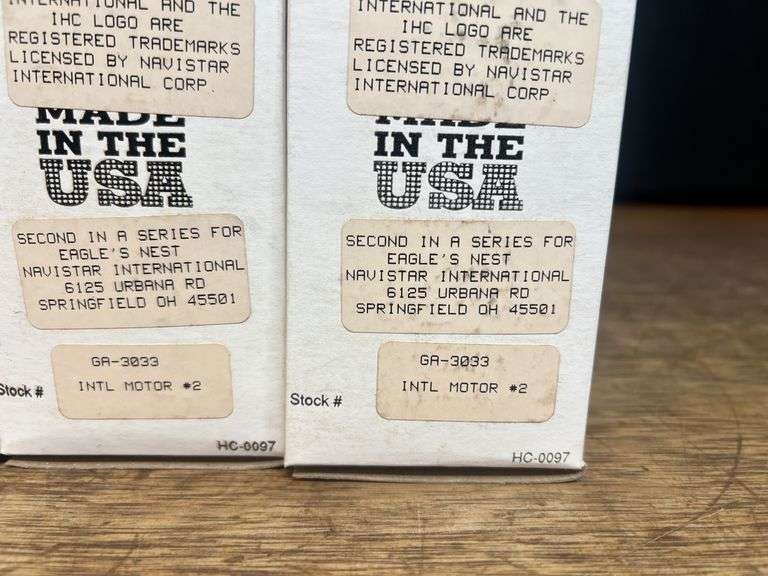 INTERNATIONAL AND THE
IHC LOGO ARE
REGISTERED TRADEMARKS
LICENSED BY NAVISTAR
INTERNATIONAL CORP.
MADE
IN THE
USA
SECOND IN A SERIES FOR
EAGLE'S NEST
NAVISTAR INTERNATIONAL
6125 URBANA RD
SPRINGFIELD OH 45501
GA-3033
INTL MOTOR #2
Stock #
HC-0097
INTERNATIONAL AND THE
IHC LOGO ARE
REGISTERED TRADEMARKS
LICENSED BY NAVISTAR
INTERNATIONAL CORP.
MADE
IN THE
USA
SECOND IN A SERIES FOR
EAGLE'S NEST
NAVISTAR INTERNATIONAL
6125 URBANA RD
SPRINGFIELD OH 45501
GA-3033
INTL MOTOR #2
Stock #
HC-0097